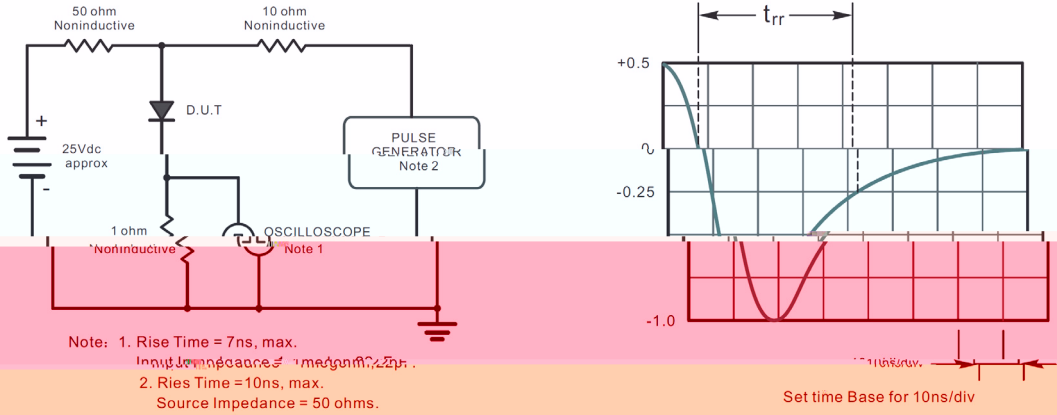 50 ohm
Noninductive
10 ohm
Noninductive
D.U.T
+
25Vdc
approx
-
PULSE
GENERATOR
Note 2
1 ohm
Noninductive
OSCILLOSCOPE
Note 1
trr
+0.5
-0.25
-1.0
Note: 1. Rise Time = 7ns, max.
2. Ries Time =10ns, max.
Source Impedance = 50 ohms.
Set time Base for 10ns/div